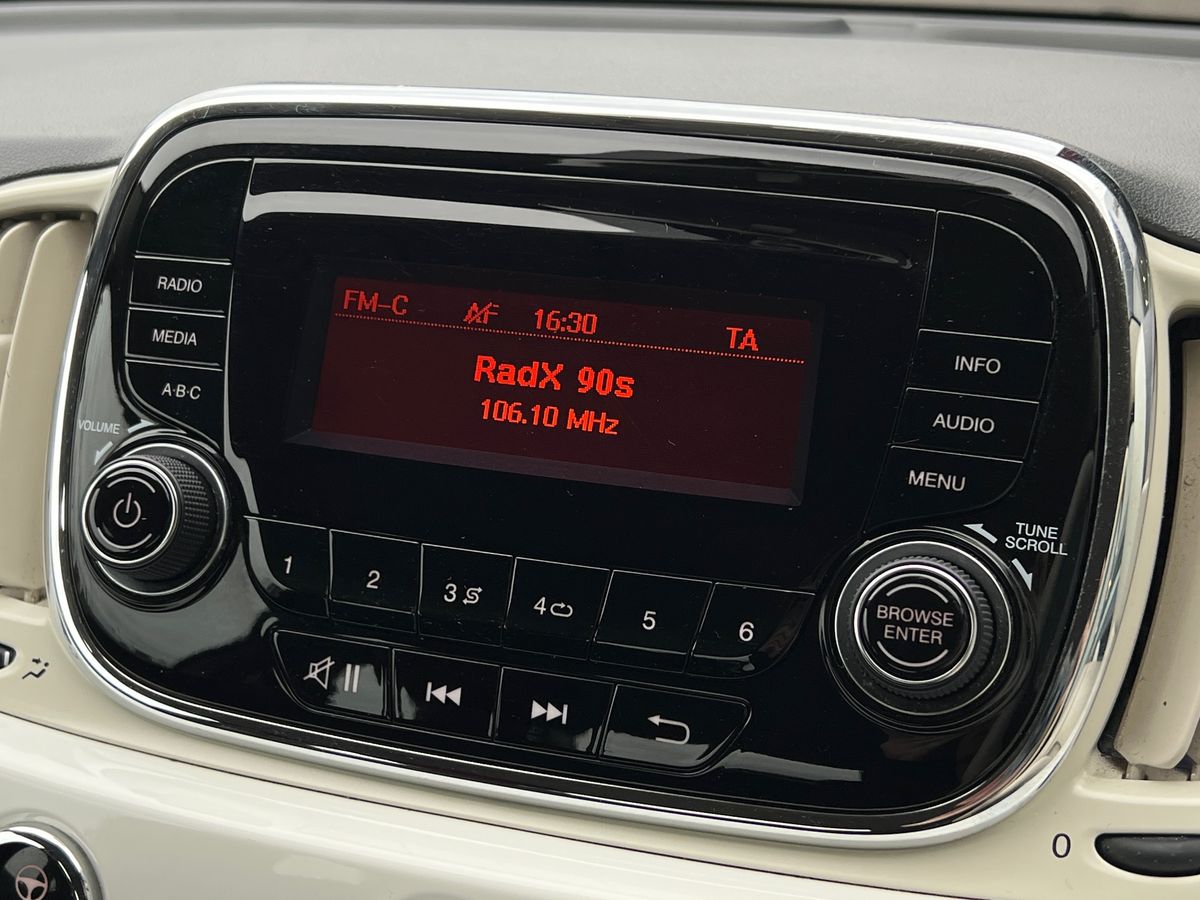 FM-C AF 16:30 TA
RadX 90s
106.10 MHz
RADIO
MEDIA
A·B·C
VOLUME
INFO
AUDIO
MENU
TUNE
SCROLL
BROWSE
ENTER
1 2 3 4 5 6
0